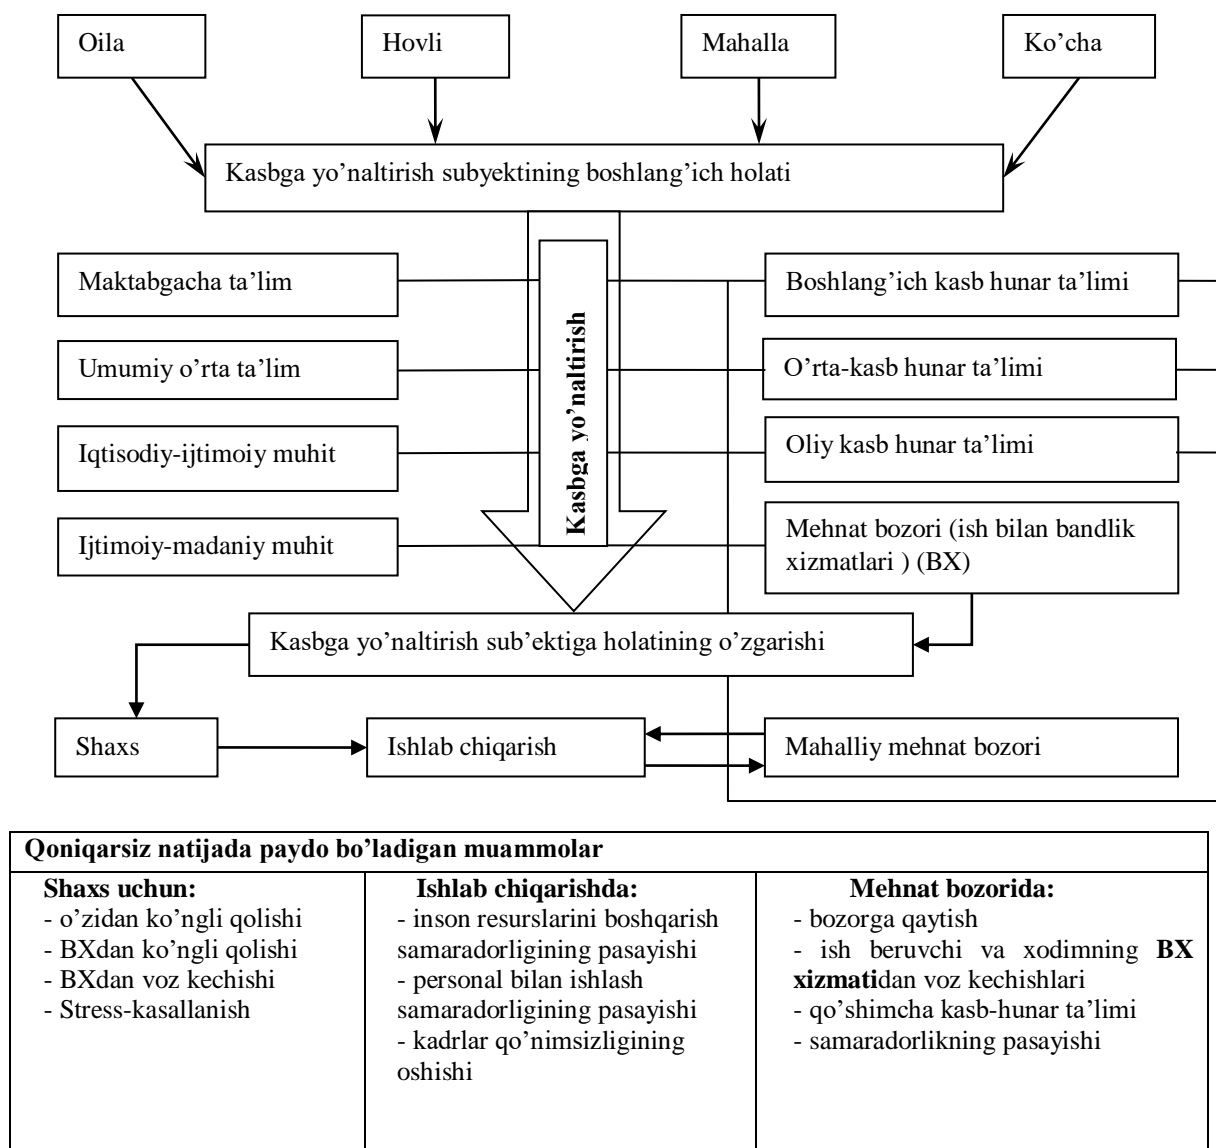 Oila
Hovli
Mahalla
Ko’cha
Kasbga yo’naltirish subyektining boshlang’ich holati
Kasbga yo’naltirish
Maktabgacha ta’lim
Boshlang’ich kasb hunar ta’limi
Umumiy o’rta ta’lim
O’rta-kasb hunar ta’limi
Iqtisodiy-ijtimoiy muhit
Oliy kasb hunar ta’limi
Ijtimoiy-madaniy muhit
Mehnat bozori (ish bilan bandlik
xizmatlari ) (BX)
Kasbga yo’naltirish sub’ektiga holatining o’zgarishi
Shaxs
Ishlab chiqarish
Mahalliy mehnat bozori
Qoniqarsiz natijada paydo bo’ladigan muammolar
Shaxs uchun:
- o’zidan ko’ngli qolishi
- BXdan ko’ngli qolishi
- BXdan voz kechishi
- Stress-kasallanish
Ishlab chiqarishda:
- inson resurslarini boshqarish
samaradorligining pasayishi
- personal bilan ishlash
samaradorligining pasayishi
- kadrlar qo’nimsizligining
oshishi
Mehnat bozorida:
- bozorga qaytish
- ish beruvchi va xodimning BX
xizmatidan voz kechishlari
- qo’shimcha kasb-hunar ta’limi
- samaradorlikning pasayishi